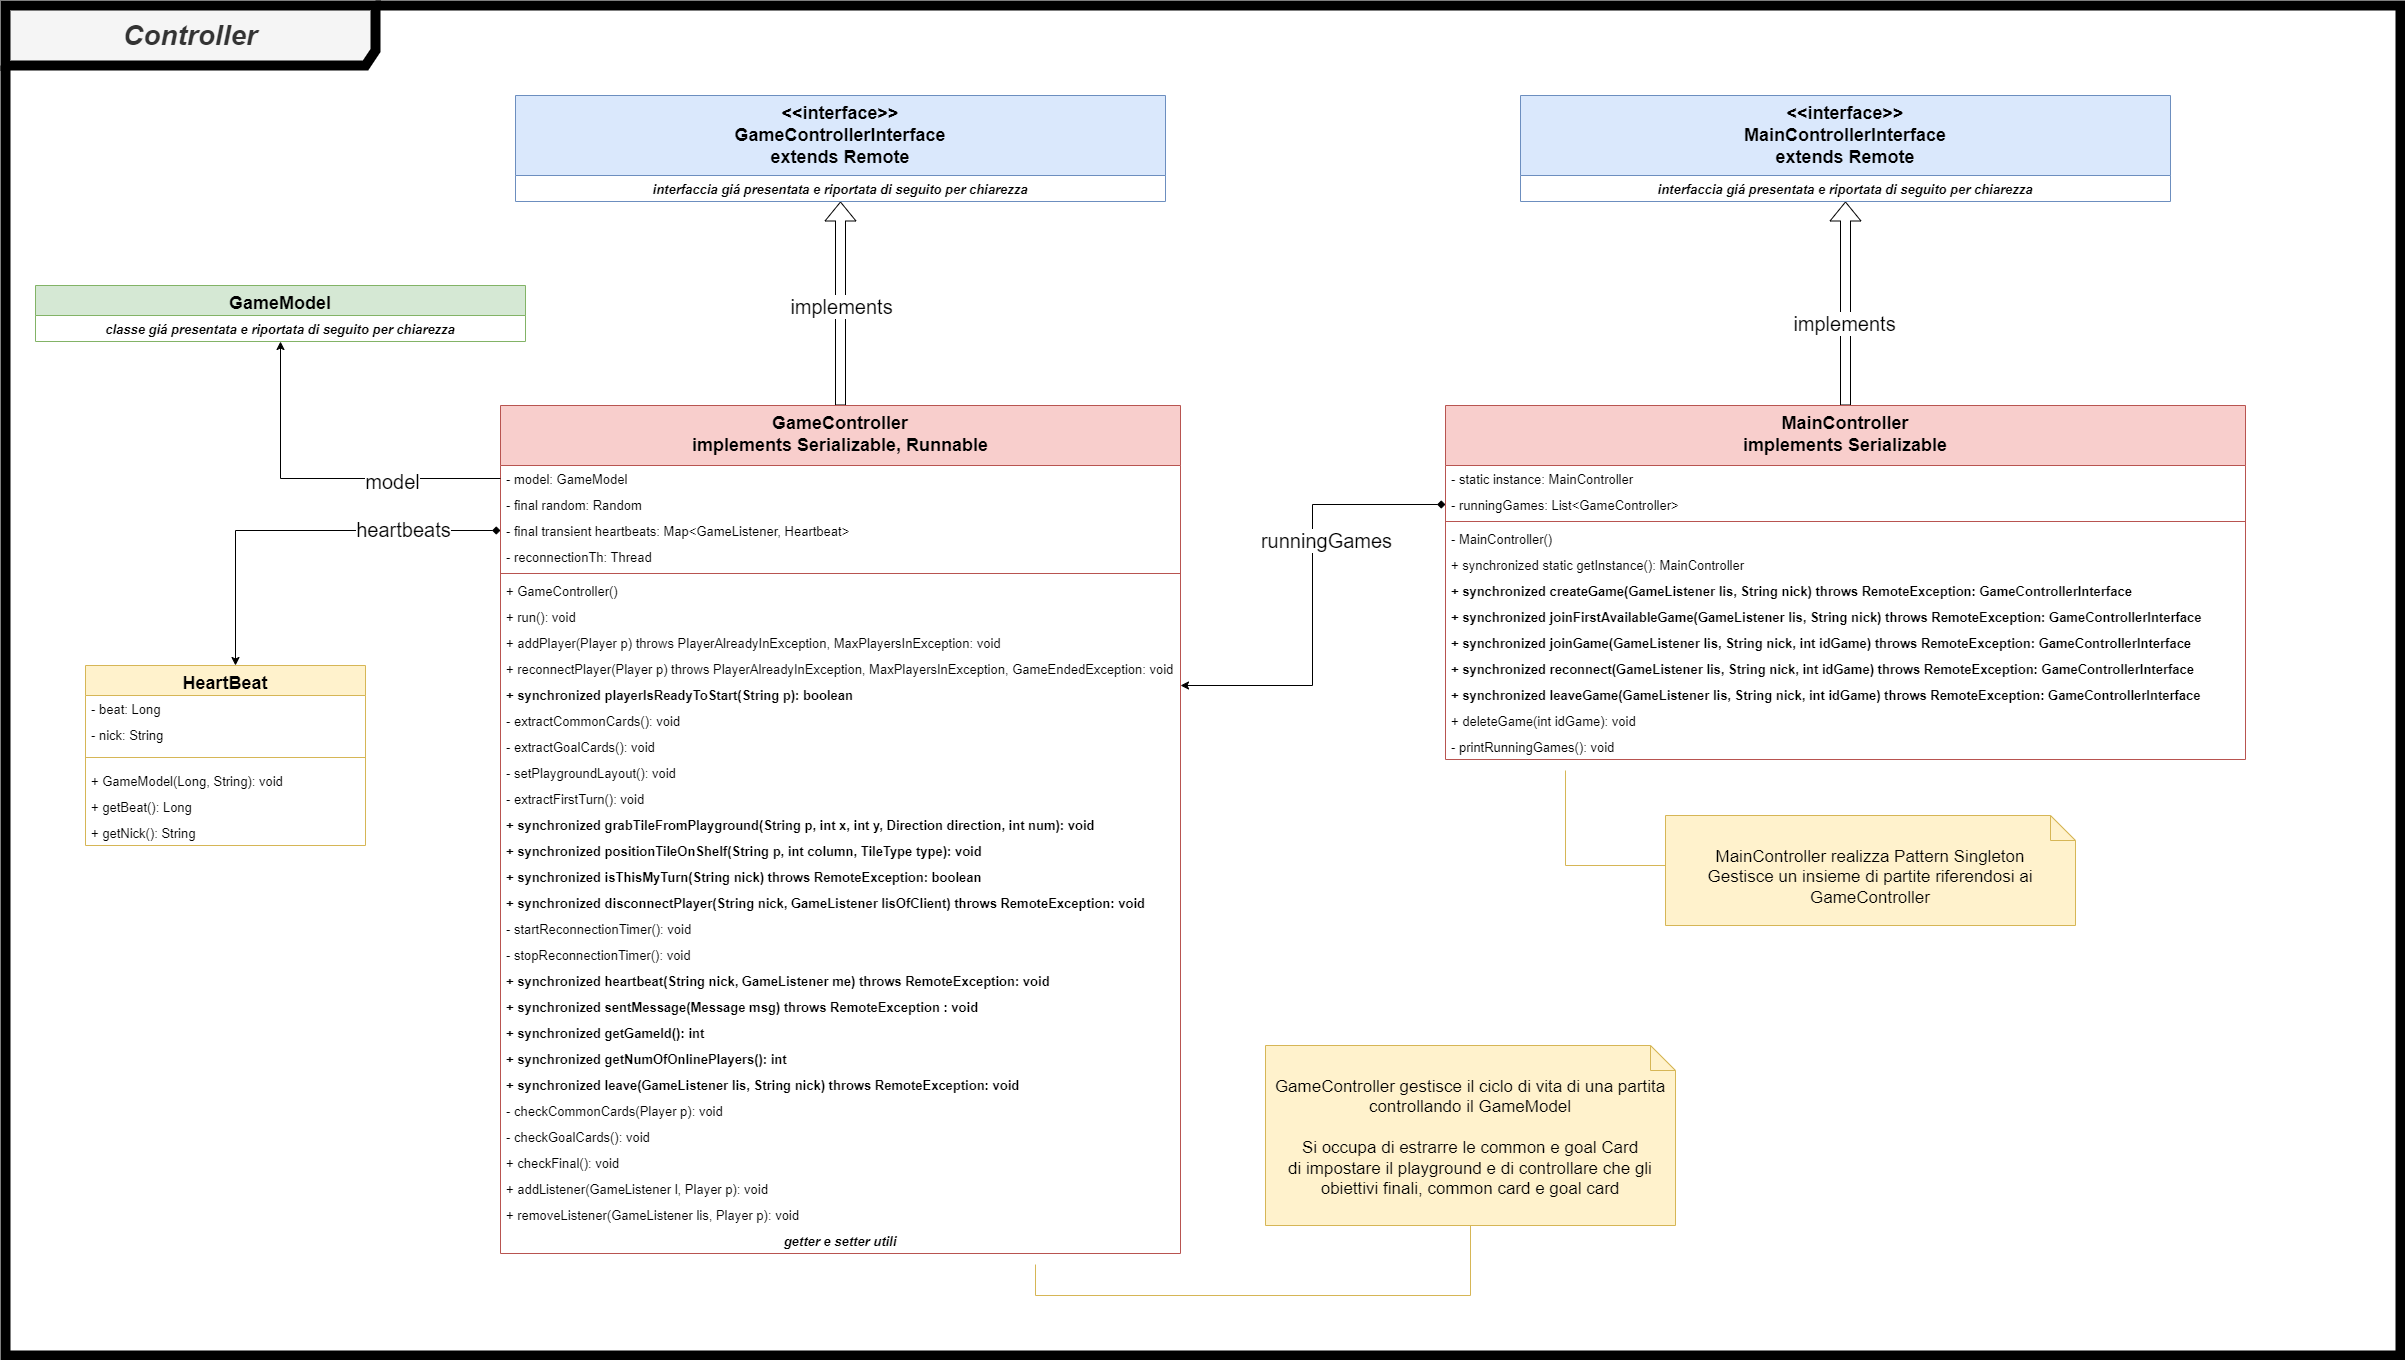 Controller
<<interface>>
GameControllerInterface
extends Remote
interfaccia giá presentata e riportata di seguito per chiarezza
<<interface>>
MainControllerInterface
extends Remote
interfaccia giá presentata e riportata di seguito per chiarezza
implements
implements
GameModel
classe giá presentata e riportata di seguito per chiarezza
model
heartbeats
HeartBeat
- beat: Long
- nick: String
+ GameModel(Long, String): void
+ getBeat(): Long
+ getNick(): String
GameController
implements Serializable, Runnable
- model: GameModel
- final random: Random
- final transient heartbeats: Map<GameListener, Heartbeat>
- reconnectionTh: Thread
+ GameController()
+ run(): void
+ addPlayer(Player p) throws PlayerAlreadyInException, MaxPlayersInException: void
+ reconnectPlayer(Player p) throws PlayerAlreadyInException, MaxPlayersInException, GameEndedException: void
+ synchronized playerIsReadyToStart(String p): boolean
- extractCommonCards(): void
- extractGoalCards(): void
- setPlaygroundLayout(): void
- extractFirstTurn(): void
+ synchronized grabTileFromPlayground(String p, int x, int y, Direction direction, int num): void
+ synchronized positionTileOnShelf(String p, int column, TileType type): void
+ synchronized isThisMyTurn(String nick) throws RemoteException: boolean
+ synchronized disconnectPlayer(String nick, GameListener lisOfClient) throws RemoteException: void
- startReconnectionTimer(): void
- stopReconnectionTimer(): void
+ synchronized heartbeat(String nick, GameListener me) throws RemoteException: void
+ synchronized sentMessage(Message msg) throws RemoteException : void
+ synchronized getGameId(): int
+ synchronized getNumOfOnlinePlayers(): int
+ synchronized leave(GameListener lis, String nick) throws RemoteException: void
- checkCommonCards(Player p): void
- checkGoalCards(): void
+ checkFinal(): void
+ addListener(GameListener l, Player p): void
+ removeListener(GameListener lis, Player p): void
getter e setter utili
runningGames
MainController
implements Serializable
- static instance: MainController
- runningGames: List<GameController>
- MainController()
+ synchronized static getInstance(): MainController
+ synchronized createGame(GameListener lis, String nick) throws RemoteException: GameControllerInterface
+ synchronized joinFirstAvailableGame(GameListener lis, String nick) throws RemoteException: GameControllerInterface
+ synchronized joinGame(GameListener lis, String nick, int idGame) throws RemoteException: GameControllerInterface
+ synchronized reconnect(GameListener lis, String nick, int idGame) throws RemoteException: GameControllerInterface
+ synchronized leaveGame(GameListener lis, String nick, int idGame) throws RemoteException: GameControllerInterface
+ deleteGame(int idGame): void
- printRunningGames(): void
MainController realizza Pattern Singleton
Gestisce un insieme di partite riferendosi ai
GameController
GameController gestisce il ciclo di vita di una partita
controllando il GameModel
Si occupa di estrarre le common e goal Card
di impostare il playground e di controllare che gli
obiettivi finali, common card e goal card